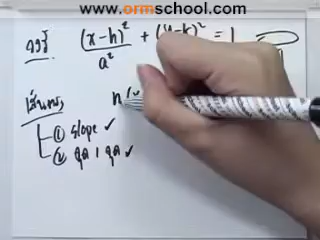 www.ormschool.com
วงรี (x-h)²/a² + (y-k)²/ = 1
เส้นตรง
① slope ✓
② จุด 1 จุด ✓